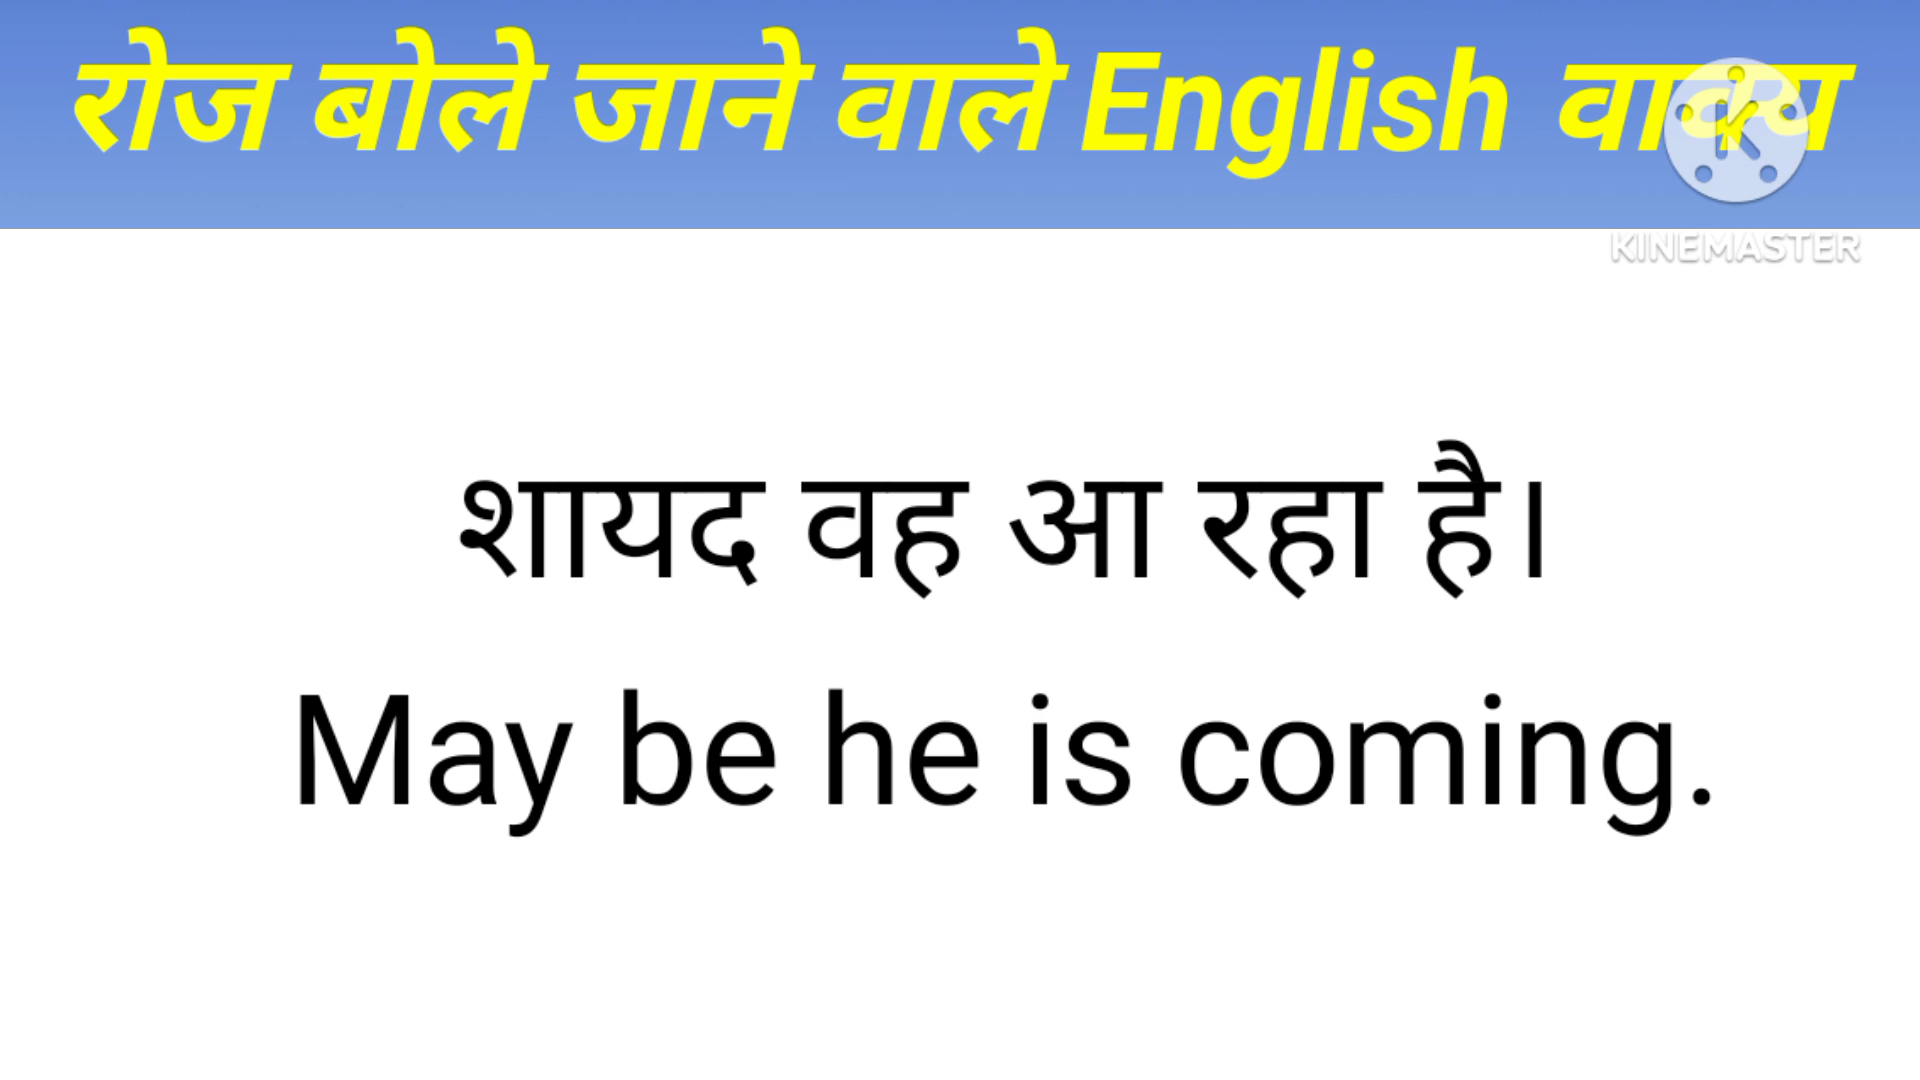 रोज बोले जाने वाले English वाक्य
KINEMASTER
शायद वह आ रहा है।
May be he is coming.